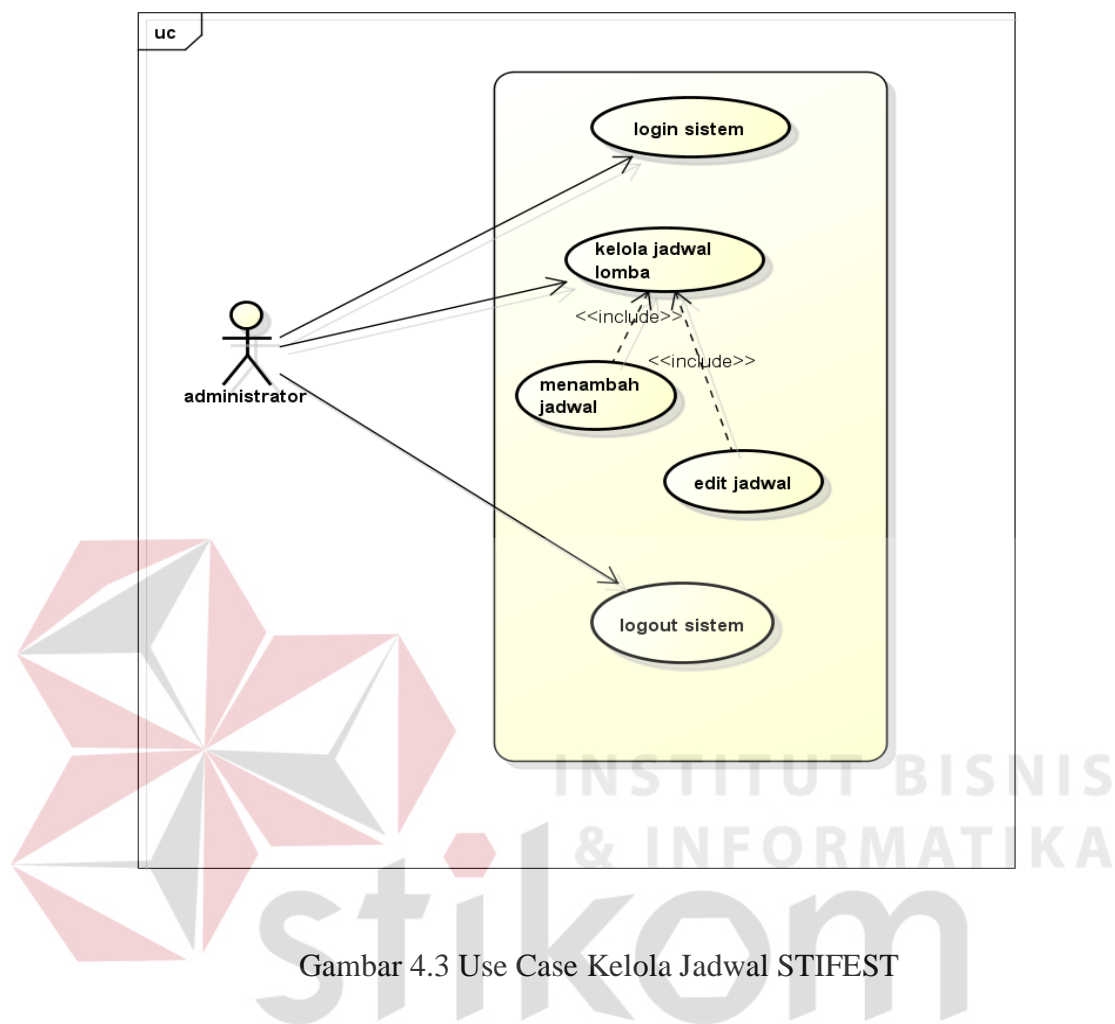 uc
login sistem
kelola jadwal
lomba
<<include>>
<<include>>
menambah
jadwal
administrator
edit jadwal
logout sistem
INSTITUT BISNIS
& INFORMATIKA
stikom
Gambar 4.3 Use Case Kelola Jadwal STIFEST